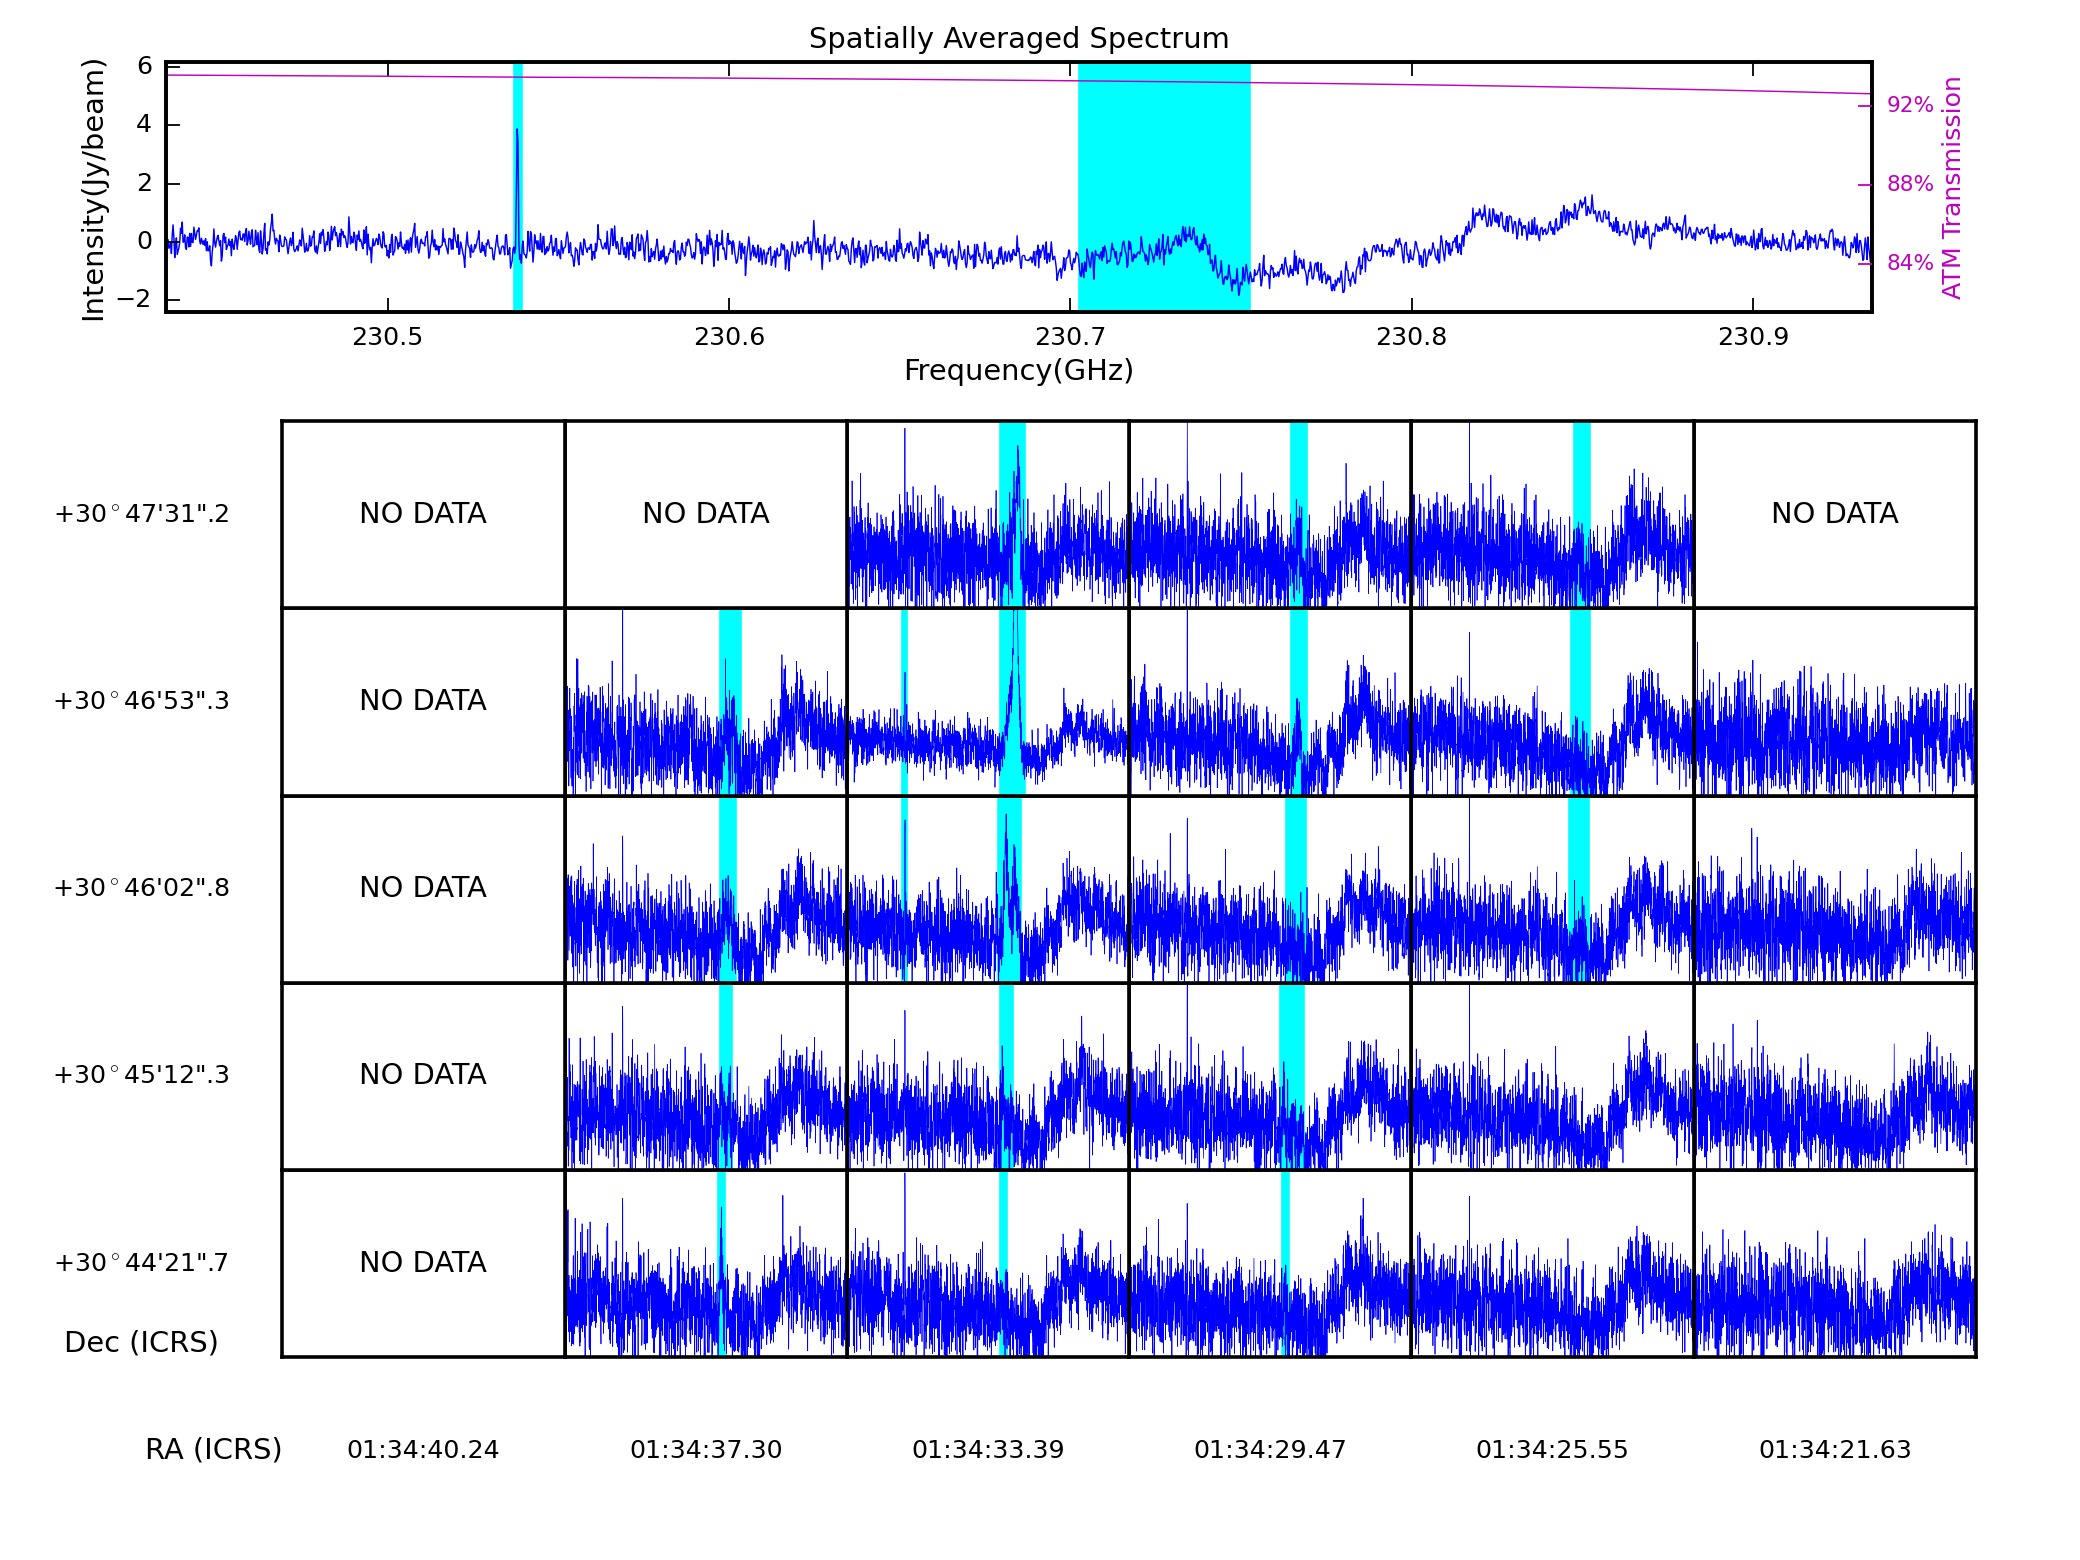 Spatially Averaged Spectrum
Intensity(Jy/beam)
6
4
2
0
−2
92%
88%
84%
ATM Transmission
230.5 230.6 230.7 230.8 230.9
Frequency(GHz)
+30°47'31".2 NO DATA NO DATA NO DATA
+30°46'53".3 NO DATA
+30°46'02".8 NO DATA
+30°45'12".3 NO DATA
+30°44'21".7 NO DATA
Dec (ICRS)
RA (ICRS) 01:34:40.24 01:34:37.30 01:34:33.39 01:34:29.47 01:34:25.55 01:34:21.63